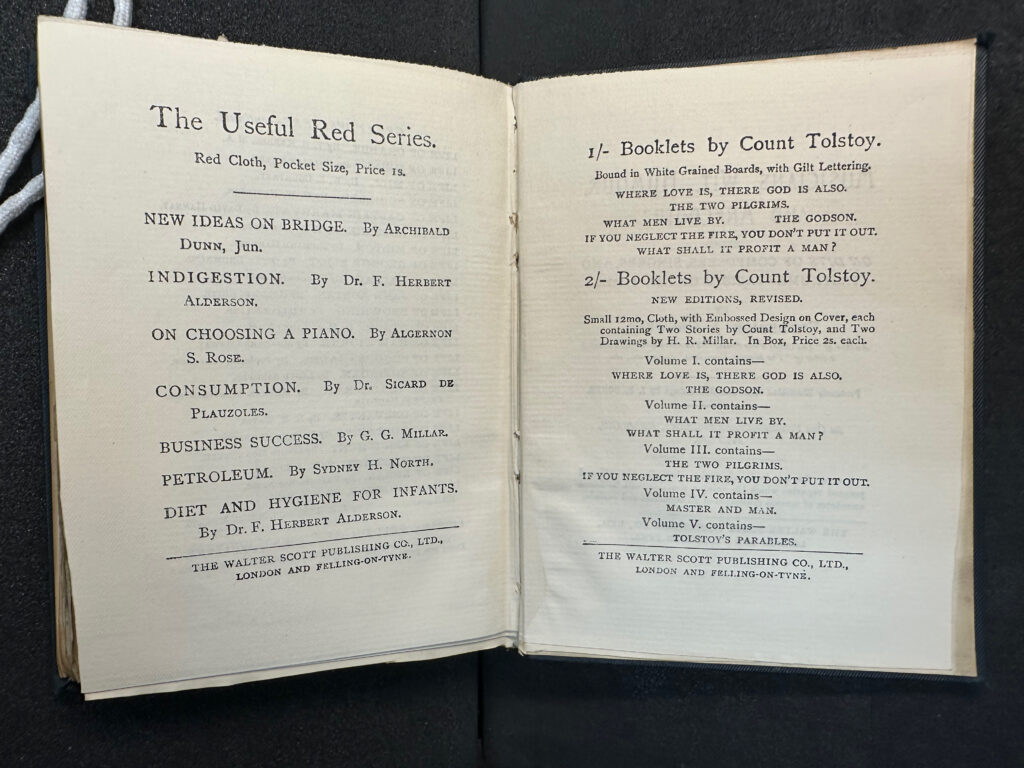 The Useful Red Series.
Red Cloth, Pocket Size, Price 1s.
NEW IDEAS ON BRIDGE. By Archibald
Dunn, Jun.
INDIGESTION. By Dr. F. Herbert
Alderson.
ON CHOOSING A PIANO. By Algernon
S. Rose.
CONSUMPTION. By Dr. Sicard de
Plauzoles.
BUSINESS SUCCESS. By G. G. Millar.
PETROLEUM. By Sydney H. North.
DIET AND HYGIENE FOR INFANTS.
By Dr. F. Herbert Alderson.
THE WALTER SCOTT PUBLISHING CO., LTD.,
LONDON AND FELLING-ON-TYNE.
1/- Booklets by Count Tolstoy.
Bound in White Grained Boards, with Gilt Lettering.
WHERE LOVE IS, THERE GOD IS ALSO.
THE TWO PILGRIMS.
WHAT MEN LIVE BY. THE GODSON.
IF YOU NEGLECT THE FIRE, YOU DON'T PUT IT OUT.
WHAT SHALL IT PROFIT A MAN?
2/- Booklets by Count Tolstoy.
NEW EDITIONS, REVISED.
Small 12mo, Cloth, with Embossed Design on Cover, each
containing Two Stories by Count Tolstoy, and Two
Drawings by H. R. Millar. In Box, Price 2s. each.
Volume I. contains—
WHERE LOVE IS, THERE GOD IS ALSO.
THE GODSON.
Volume II. contains—
WHAT MEN LIVE BY.
WHAT SHALL IT PROFIT A MAN?
Volume III. contains—
THE TWO PILGRIMS.
IF YOU NEGLECT THE FIRE, YOU DON'T PUT IT OUT.
Volume IV. contains—
MASTER AND MAN.
Volume V. contains—
TOLSTOY'S PARABLES.
THE WALTER SCOTT PUBLISHING CO., LTD.,
LONDON AND FELLING-ON-TYNE.